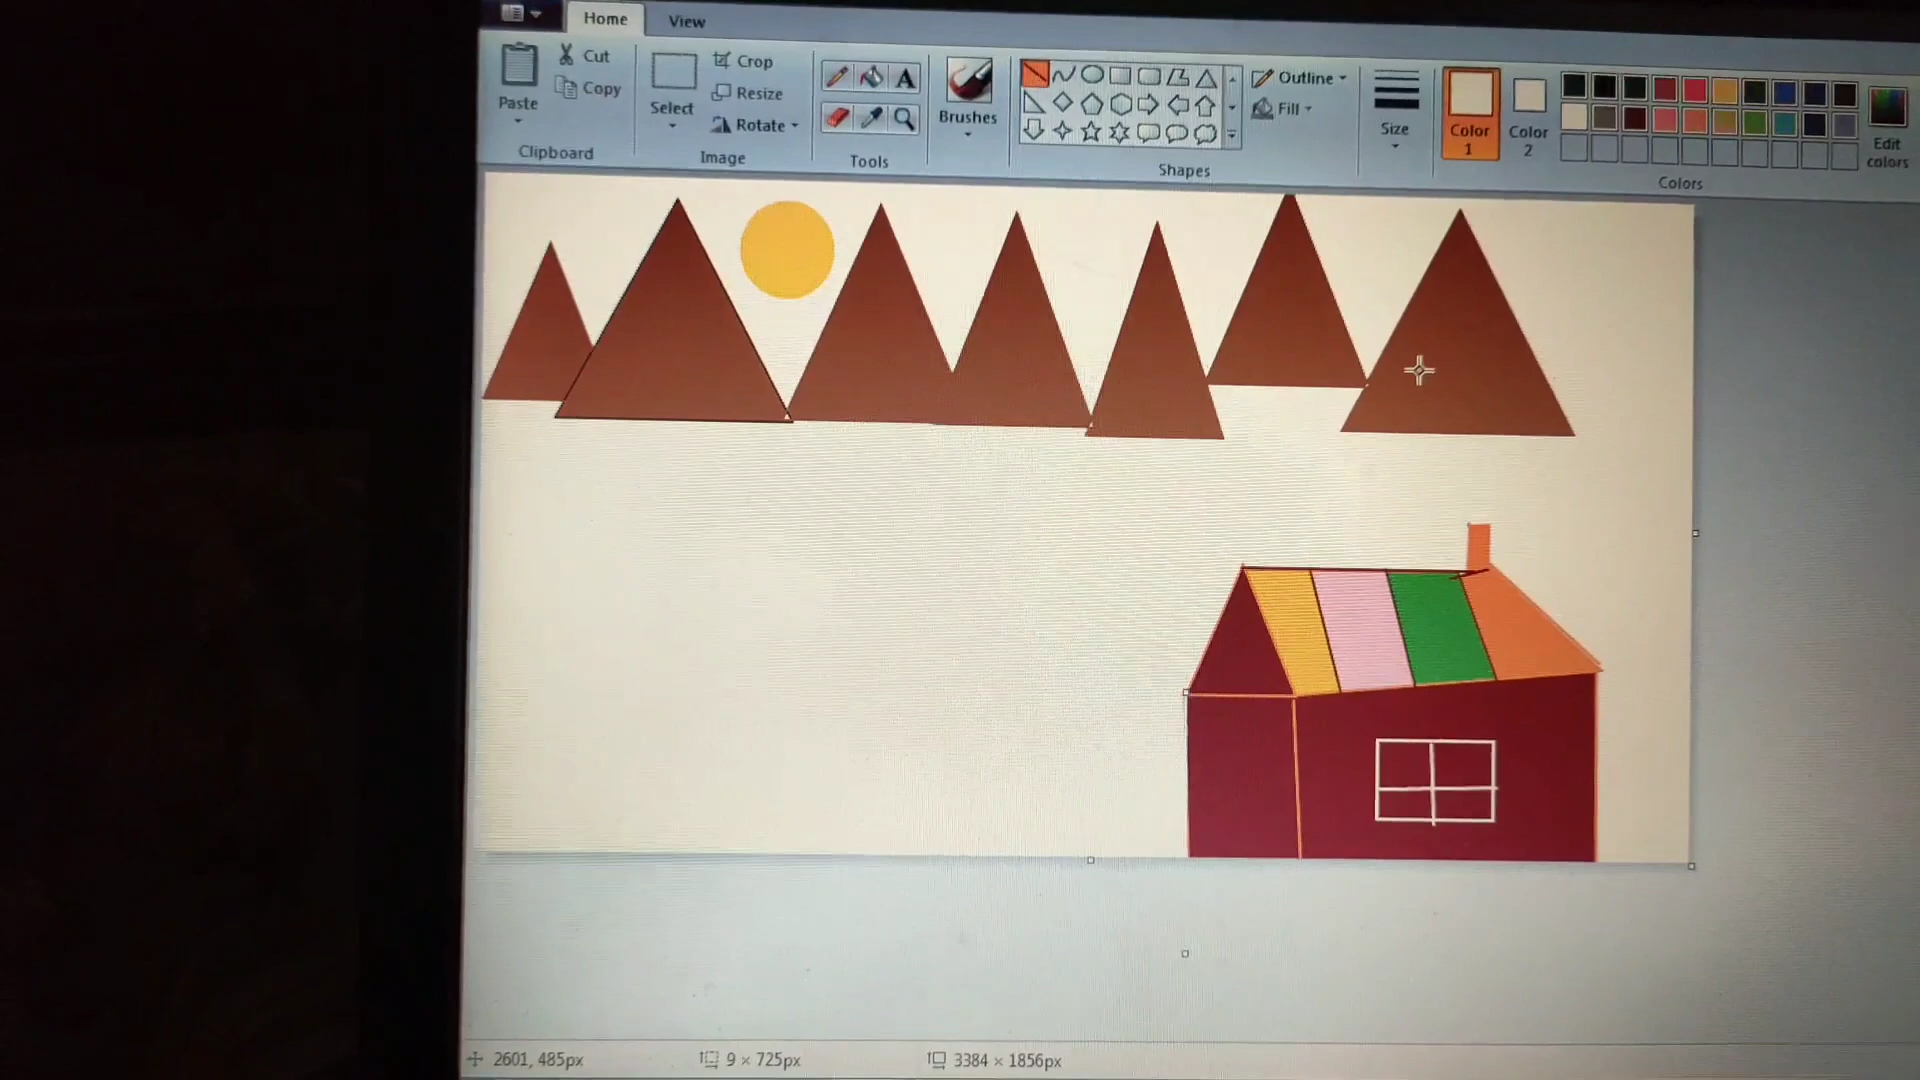 Home View
Paste
Cut
Copy
Clipboard
Select
Crop
Resize
Rotate
Image
A
Tools
Brushes
Outline
Fill
Shapes
Size
Color
1
Color
2
Edit
colors
Colors
2601, 485px
9 × 725px
3384 × 1856px